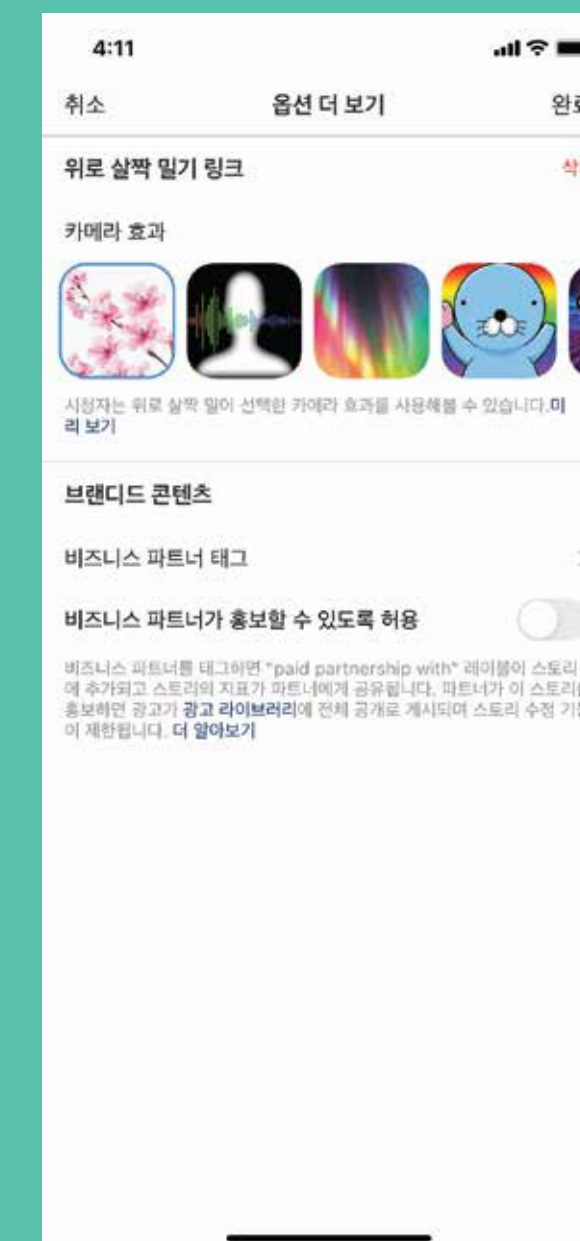 4:11
취소 옵션 더 보기
위로 살짝 밀기 링크
카메라 효과
시청자는 위로 살짝 밀어 선택한 카메라 효과를 사용해볼 수 있습니다.미
리 보기
브랜디드 콘텐츠
비즈니스 파트너 태그
비즈니스 파트너가 홍보할 수 있도록 허용
비즈니스 파트너를 태그하면 "paid partnership with" 레이블이 스토리
에 추가되고 스토리의 지표가 파트너에게 공유됩니다. 파트너가 이 스토리를
홍보하면 광고가 광고 라이브러리에 전체 공개로 게시되며 스토리 수정 기능
이 제한됩니다. 더 알아보기